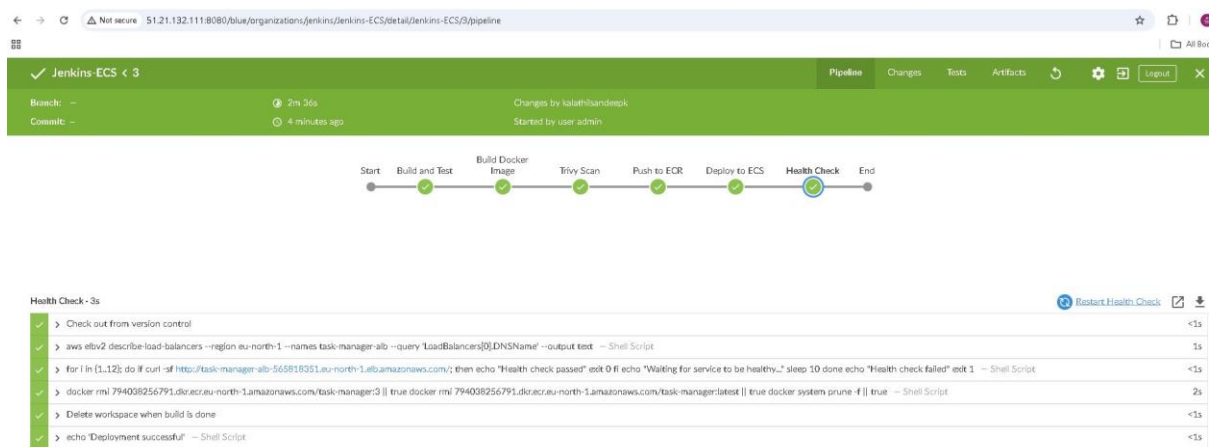 Not secure 51.21.132.111:8080/blue/organizations/jenkins/Jenkins-ECS/detail/Jenkins-ECS/3/pipeline
All Boo
Jenkins-ECS < 3 Pipeline Changes Tests Artifacts Logout
Branch: — 2m 36s Changes by kalathilsandeepk
Commit: — 4 minutes ago Started by user admin
Start Build and Test Build Docker Image Trivy Scan Push to ECR Deploy to ECS Health Check End
Health Check - 3s Restart Health Check
Check out from version control <1s
aws elbv2 describe-load-balancers --region eu-north-1 --names task-manager-alb --query 'LoadBalancers[0].DNSName' --output text — Shell Script 1s
for i in {1..12}; do if curl -sf http://task-manager-alb-565818351.eu-north-1.elb.amazonaws.com/; then echo "Health check passed" exit 0 fi echo "Waiting for service to be healthy..." sleep 10 done echo "Health check failed" exit 1 — Shell Script <1s
docker rmi 794038256791.dkr.ecr.eu-north-1.amazonaws.com/task-manager:3 || true docker rmi 794038256791.dkr.ecr.eu-north-1.amazonaws.com/task-manager:latest || true docker system prune -f || true — Shell Script 2s
Delete workspace when build is done <1s
echo 'Deployment successful' — Shell Script <1s